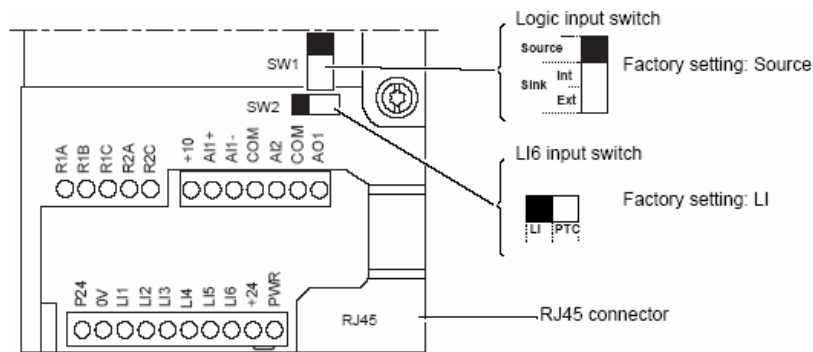 Logic input switch
Source
Sink
Int
Ext
Factory setting: Source
SW1
SW2
R1A
R1B
R1C
R2A
R2C
+10
AI1+
AI1-
COM
AI2
COM
AO1
LI6 input switch
Factory setting: LI
LI
PTC
P24
0V
LI1
LI2
LI3
LI4
LI5
LI6
+24
PWR
RJ45
RJ45 connector